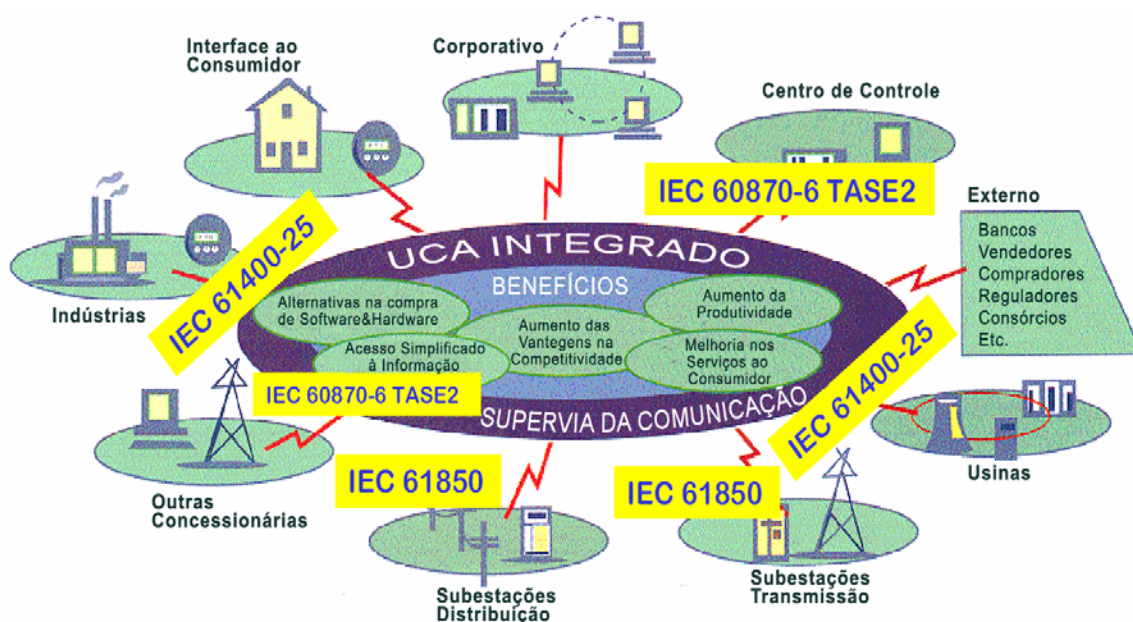 Interface ao
Consumidor
Corporativo
Centro de Controle
IEC 60870-6 TASE2
Externo
Bancos
Vendedores
Compradores
Reguladores
Consórcios
Etc.
Indústrias
IEC 61400-25
UCA INTEGRADO
BENEFÍCIOS
Alternativas na compra
de Software&Hardware
Aumento da
Produtividade
Aumento das
Vantegens na
Competitividade
Acesso Simplificado
à Informação
Melhoria nos
Serviços ao
Consumidor
IEC 60870-6 TASE2
SUPERVIA DA COMUNICAÇÃO
IEC 61400-25
Usinas
Outras
Concessionárias
IEC 61850
IEC 61850
Subestações
Distribuição
Subestações
Transmissão